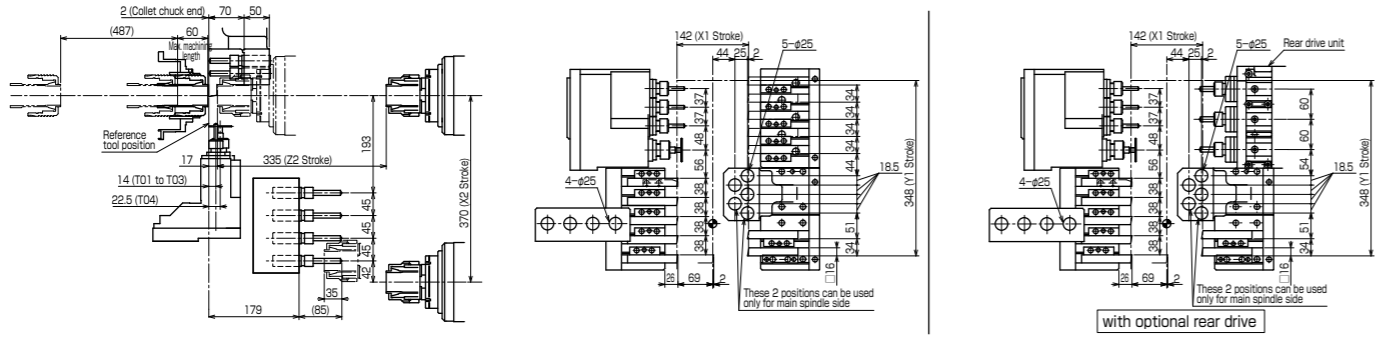 2 (Collet chuck end)
70
50
(487)
60
Max. machining
length
Reference
tool position
17
335 (Z2 Stroke)
14 (T01 to T03)
22.5 (T04)
193
370 (X2 Stroke)
45
45
45
42
35
179
(85)
142 (X1 Stroke)
44
25
2
5-φ25
37
37
48
56
38
38
38
38
34
34
34
34
44
18.5
348 (Y1 Stroke)
51
34
□16
4-φ25
26
69
2
These 2 positions can be used
only for main spindle side
142 (X1 Stroke)
44
25
2
5-φ25
Rear drive unit
37
37
48
56
38
38
38
38
60
60
54
18.5
348 (Y1 Stroke)
51
34
□16
4-φ25
26
69
2
These 2 positions can be used
only for main spindle side
with optional rear drive